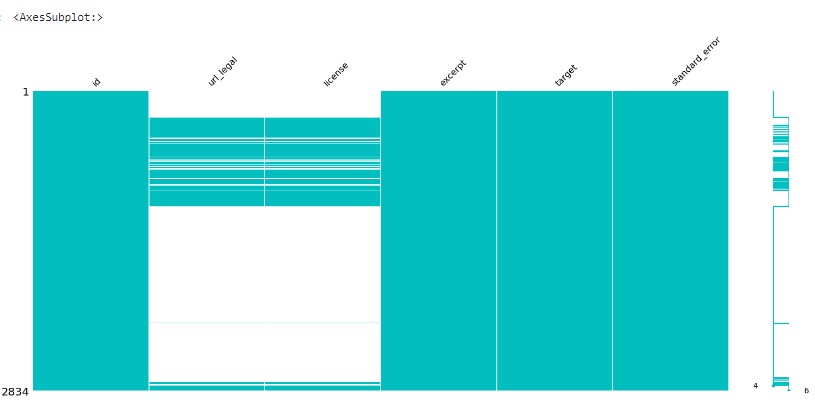 <AxesSubplot:>
id url_legal license excerpt target standard_error
1
2834
4
6